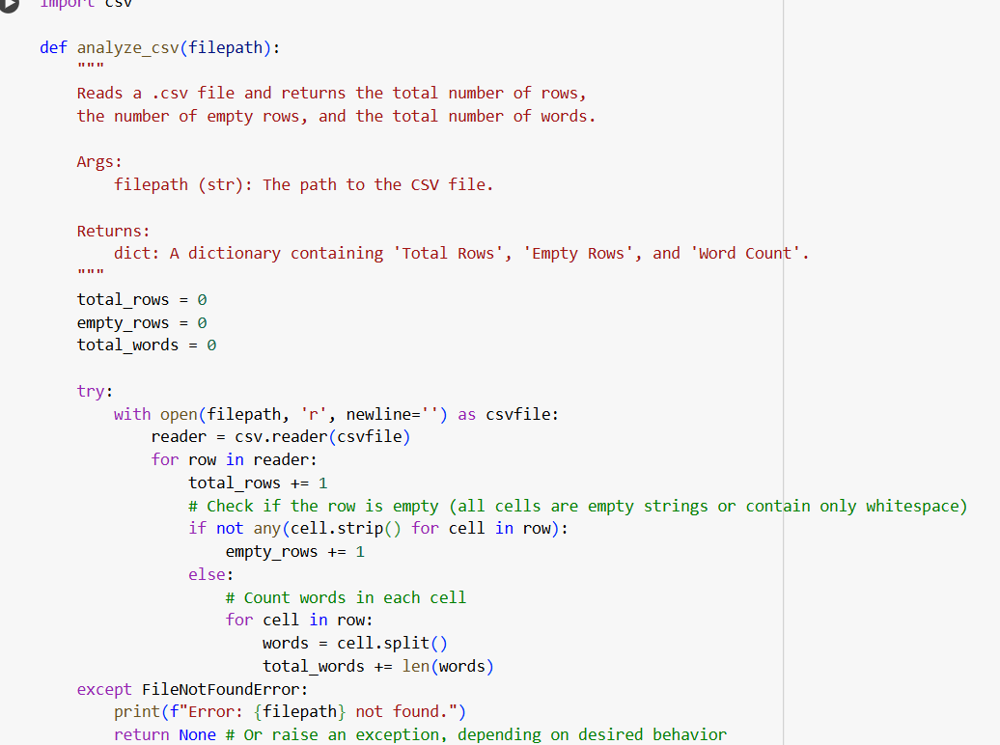 import csv
def analyze_csv(filepath):
"""
Reads a .csv file and returns the total number of rows,
the number of empty rows, and the total number of words.
Args:
filepath (str): The path to the CSV file.
Returns:
dict: A dictionary containing 'Total Rows', 'Empty Rows', and 'Word Count'.
"""
total_rows = 0
empty_rows = 0
total_words = 0
try:
with open(filepath, 'r', newline='') as csvfile:
reader = csv.reader(csvfile)
for row in reader:
total_rows += 1
# Check if the row is empty (all cells are empty strings or contain only whitespace)
if not any(cell.strip() for cell in row):
empty_rows += 1
else:
# Count words in each cell
for cell in row:
words = cell.split()
total_words += len(words)
except FileNotFoundError:
print(f"Error: {filepath} not found.")
return None # Or raise an exception, depending on desired behavior